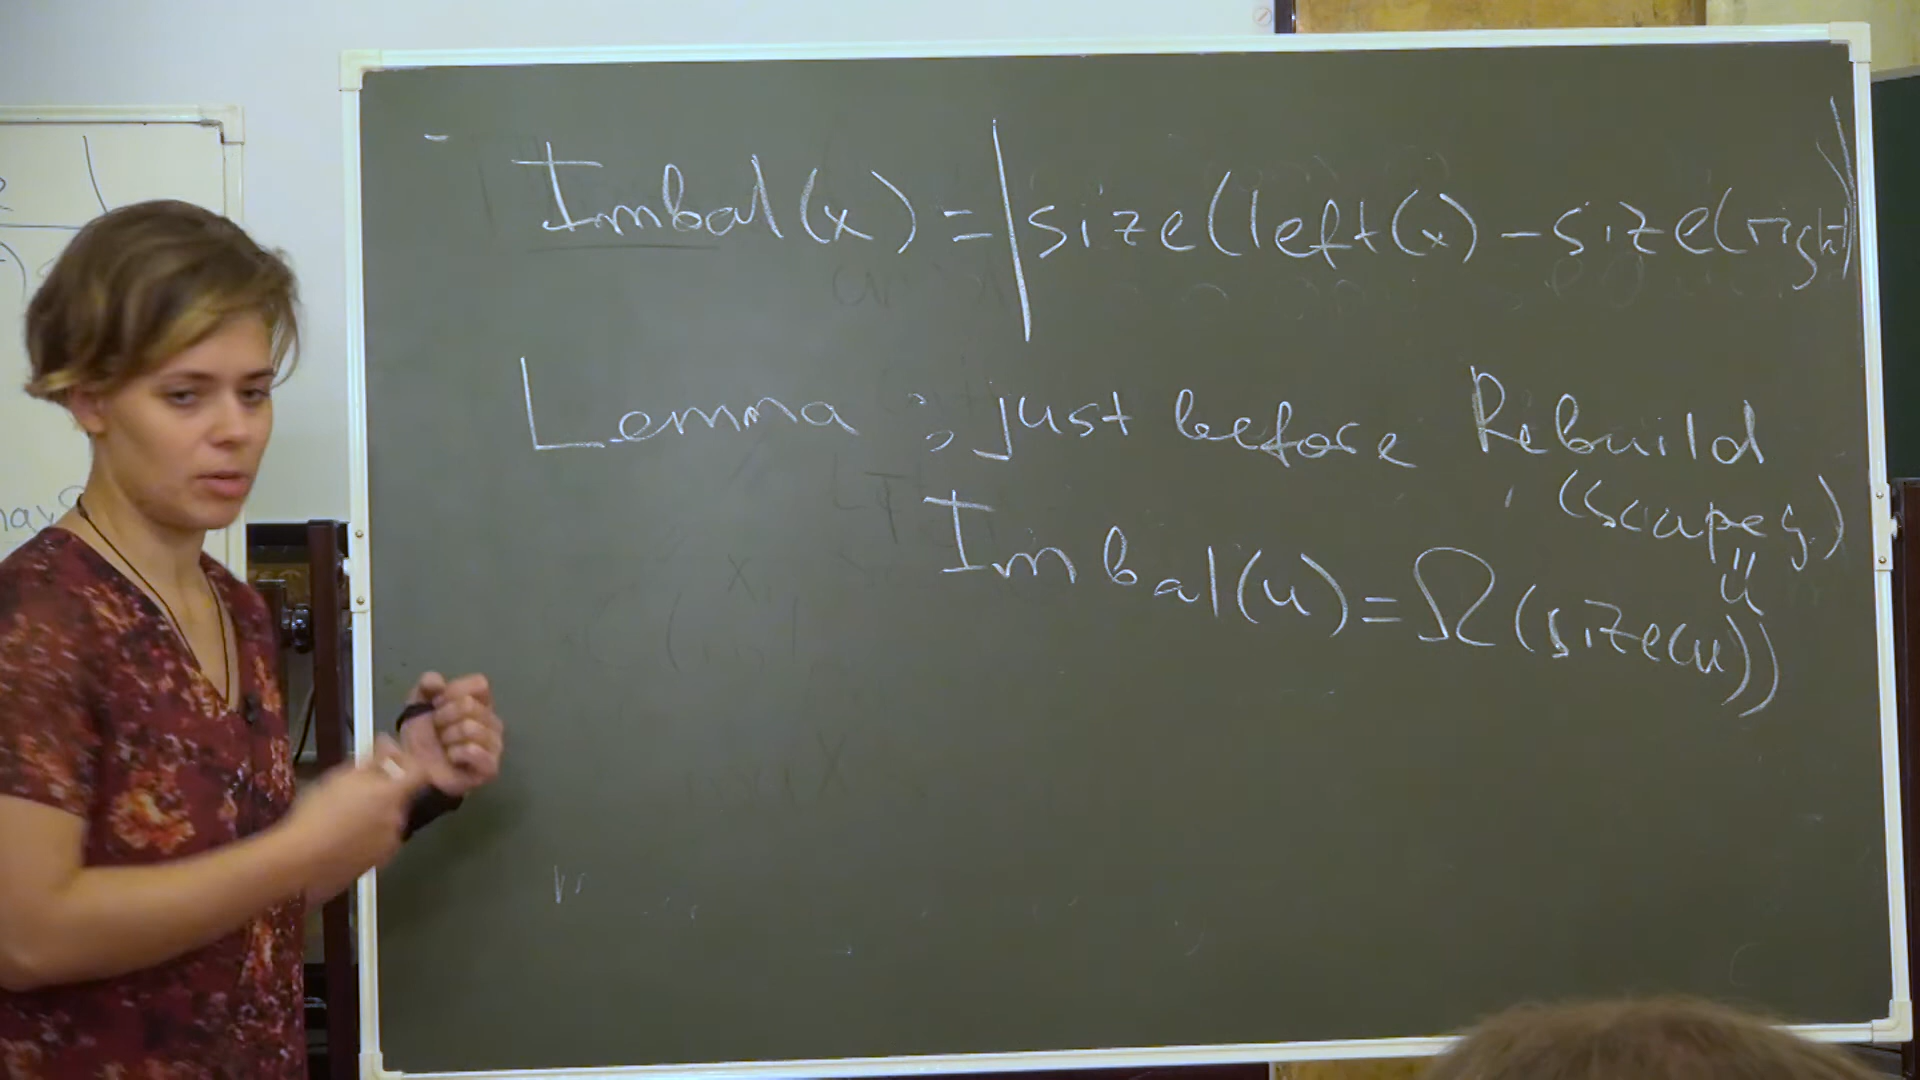 Imbal(x) = |size(left(x) - size(right)|
Lemma: just before Rebuild
(scapeg.)
"
Imbal(u) = Ω(size(u))